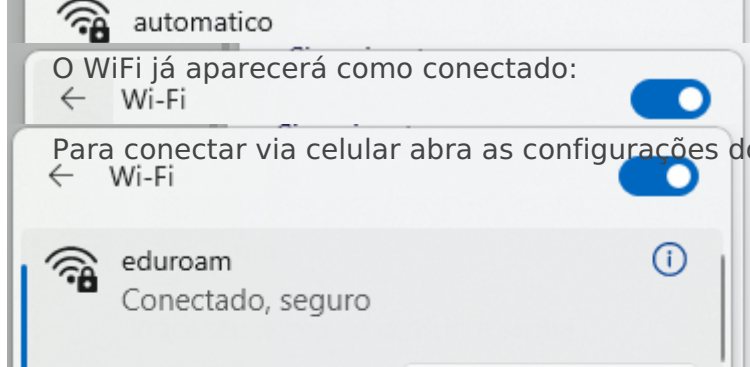 automatico
O WiFi já aparecerá como conectado:
Wi-Fi
Para conectar via celular abra as configurações
Wi-Fi
eduroam
Conectado, seguro